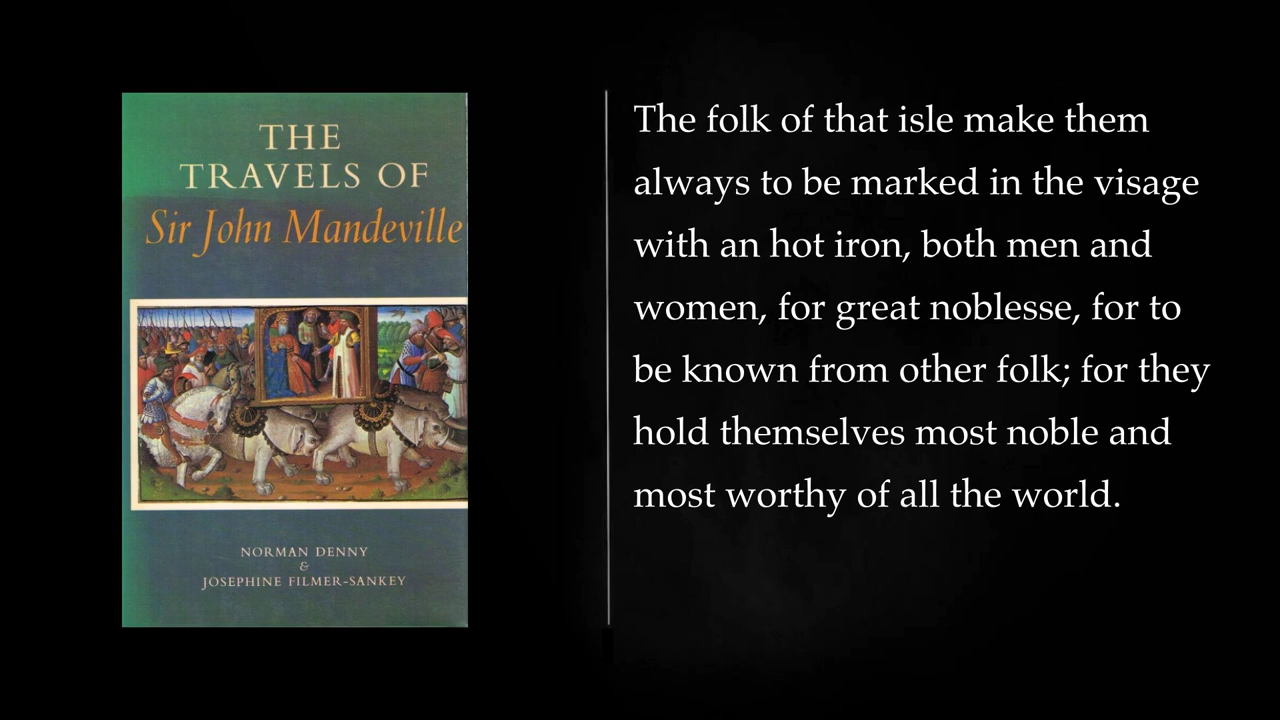 THE
TRAVELS OF
Sir John Mandeville
NORMAN DENNY
&
JOSEPHINE FILMER-SANKEY
The folk of that isle make them
always to be marked in the visage
with an hot iron, both men and
women, for great noblesse, for to
be known from other folk; for they
hold themselves most noble and
most worthy of all the world.